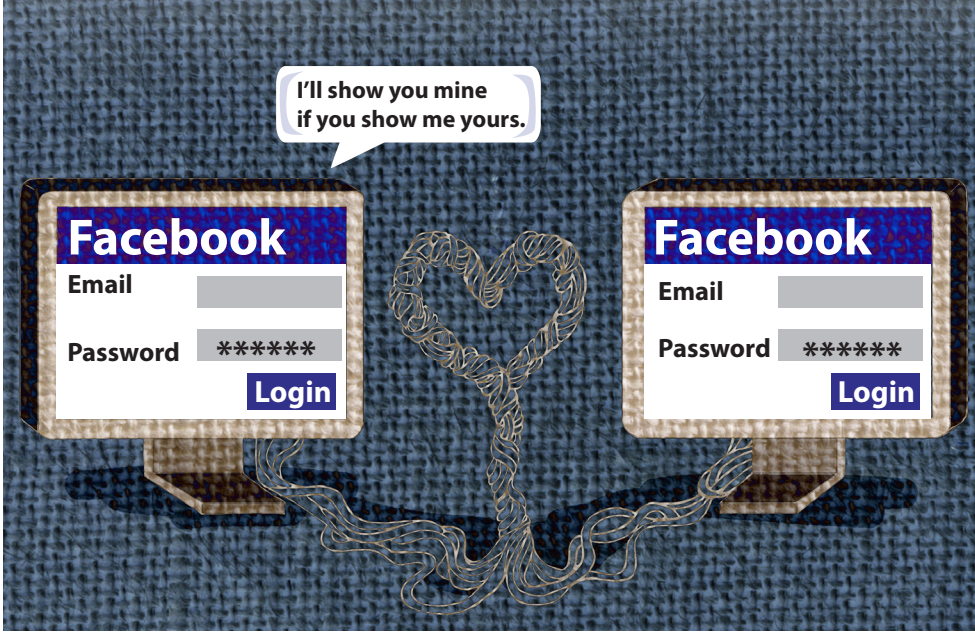 I’ll show you mine
if you show me yours.
Facebook
Email
Password ******
Login
Facebook
Email
Password ******
Login